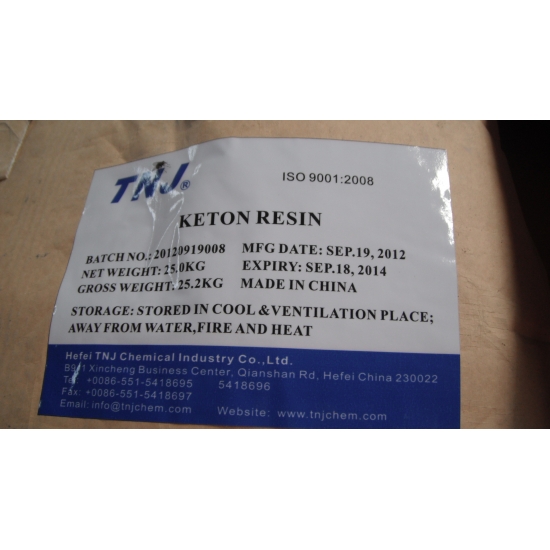 TNJ®
ISO 9001:2008
KETON RESIN
BATCH NO.: 20120919008 MFG DATE: SEP.19, 2012
NET WEIGHT: 25.0KG EXPIRY: SEP.18, 2014
GROSS WEIGHT: 25.2KG MADE IN CHINA
STORAGE: STORED IN COOL &VENTILATION PLACE;
AWAY FROM WATER,FIRE AND HEAT
Hefei TNJ Chemical Industry Co.,Ltd.
B911 Xincheng Business Center, Qianshan Rd, Hefei China 230022
Tel: +0086-551-5418695 5418696
Fax: +0086-551-5418697
Email: info@tnjchem.com Website: www.tnjchem.com